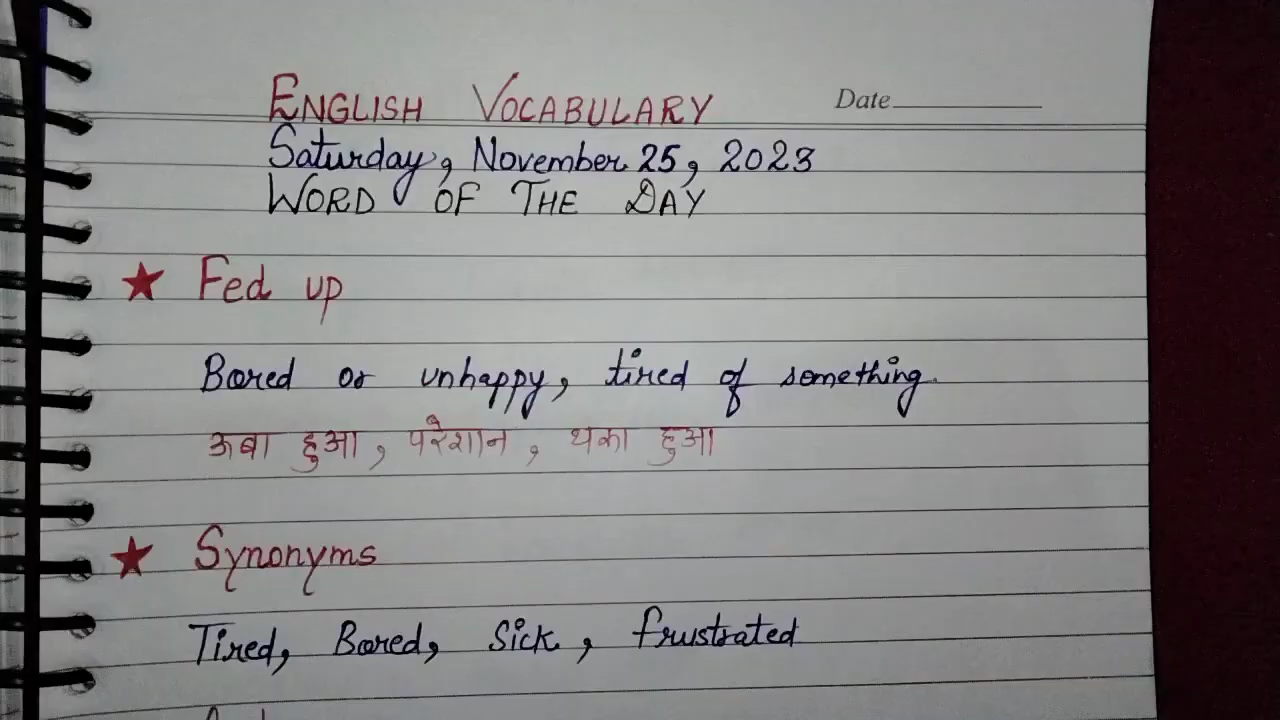 ENGLISH VOCABULARY Date
Saturday, November 25, 2023
WORD OF THE DAY
★ Fed up
Bored or unhappy, tired of something.
ऊबा हुआ, परेशान, थका हुआ
★ Synonyms
Tired, Bored, Sick, frustrated